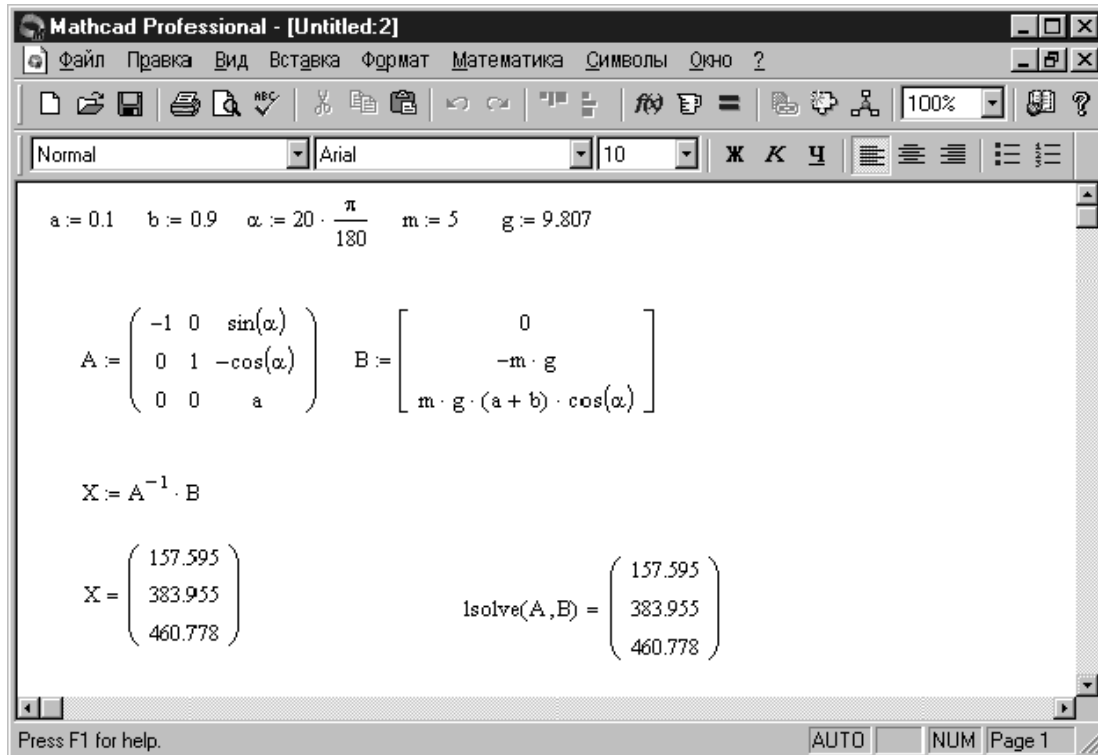 Mathcad Professional - [Untitled:2]
Файл Правка Вид Вставка Формат Математика Символы Окно ?
ABC f(x) 100% ?
Normal Arial 10 Ж К Ч
a := 0.1 b := 0.9 α := 20 · π/180 m := 5 g := 9.807
−1 0 sin(α) 0
A := 0 1 −cos(α) B := −m · g
0 0 a m · g · (a + b) · cos(α)
X := A^−1 · B
157.595 157.595
X = 383.955 lsolve(A,B) = 383.955
460.778 460.778
Press F1 for help. AUTO NUM Page 1